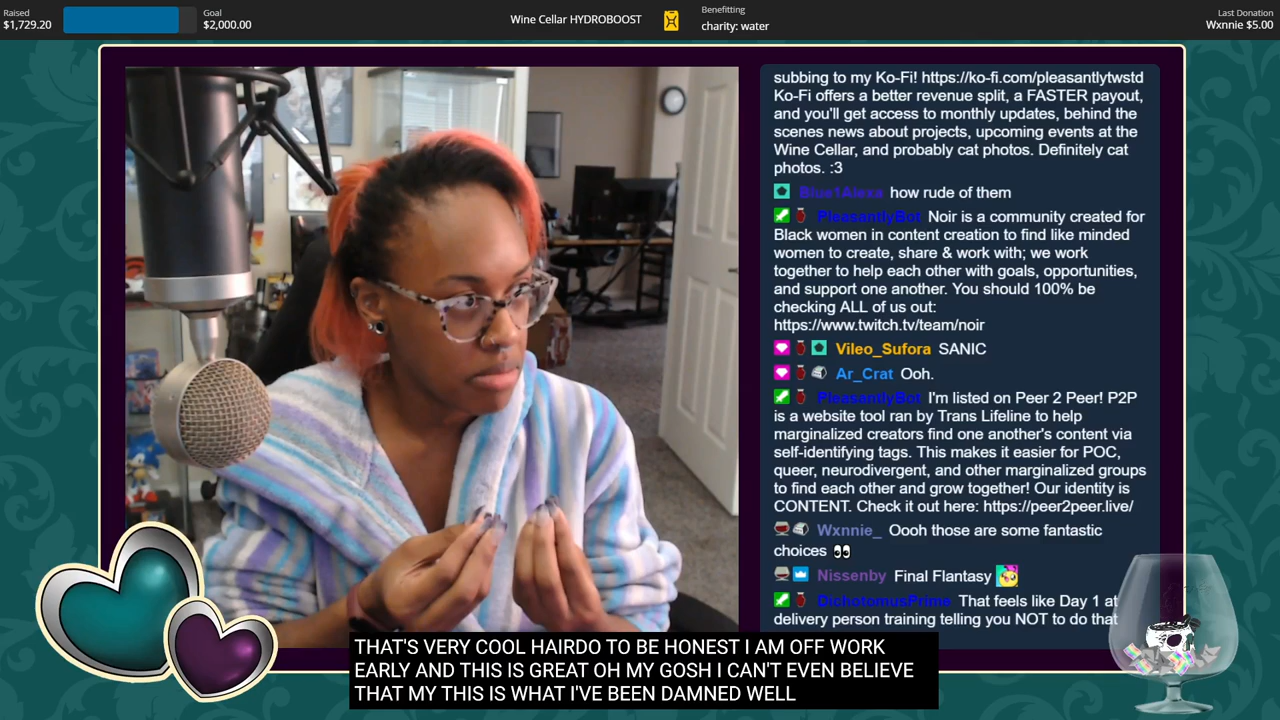 Raised
$1,729.20
Goal
$2,000.00
Wine Cellar HYDROBOOST
Benefitting
charity: water
Last Donation
Wxnnie $5.00
subbing to my Ko-Fi! https://ko-fi.com/pleasantlytwstd
Ko-Fi offers a better revenue split, a FASTER payout,
and you'll get access to monthly updates, behind the
scenes news about projects, upcoming events at the
Wine Cellar, and probably cat photos. Definitely cat
photos. :3
Blue1Alexa how rude of them
PleasantlyBot Noir is a community created for
Black women in content creation to find like minded
women to create, share & work with; we work
together to help each other with goals, opportunities,
and support one another. You should 100% be
checking ALL of us out:
https://www.twitch.tv/team/noir
Vileo_Sufora SANIC
Ar_Crat Ooh.
PleasantlyBot I'm listed on Peer 2 Peer! P2P
is a website tool ran by Trans Lifeline to help
marginalized creators find one another's content via
self-identifying tags. This makes it easier for POC,
queer, neurodivergent, and other marginalized groups
to find each other and grow together! Our identity is
CONTENT. Check it out here: https://peer2peer.live/
Wxnnie_ Oooh those are some fantastic
choices 👀
Nissenby Final Flantasy
DichotomusPrime That feels like Day 1 at
delivery person training telling you NOT to do that
THAT'S VERY COOL HAIRDO TO BE HONEST I AM OFF WORK
EARLY AND THIS IS GREAT OH MY GOSH I CAN'T EVEN BELIEVE
THAT MY THIS IS WHAT I'VE BEEN DAMNED WELL